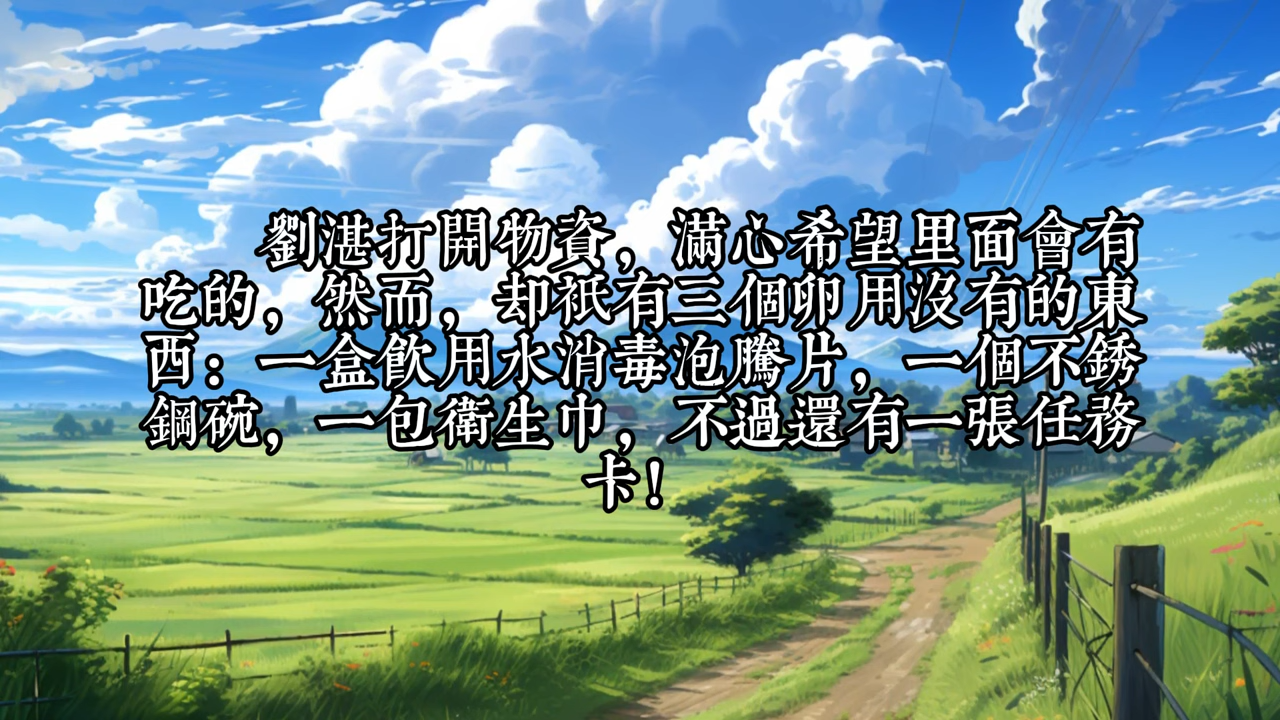 劉湛打開物資，滿心希望里面會有
吃的，然而，却衹有三個卵用沒有的東
西：一盒飲用水消毒泡騰片，一個不銹
鋼碗，一包衛生巾，不過還有一張任務
卡！